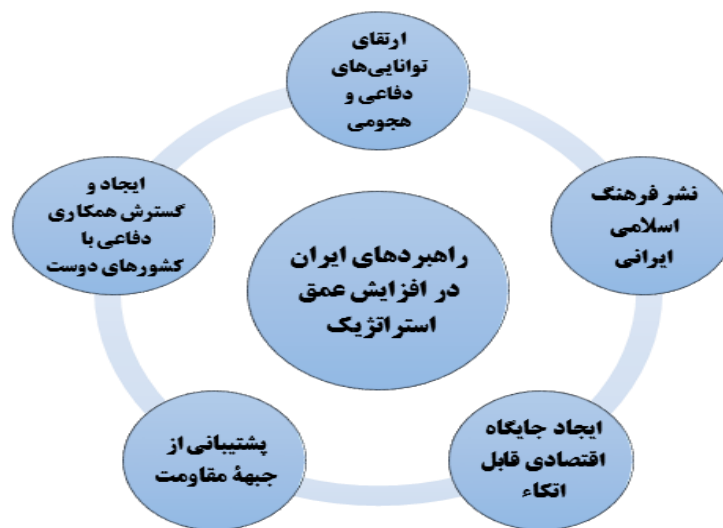 ارتقای
توانایی‌های
دفاعی و
هجومی
نشر فرهنگ
اسلامی
ایرانی
ایجاد جایگاه
اقتصادی قابل
اتکاء
پشتیبانی از
جبههٔ مقاومت
ایجاد و
گسترش همکاری
دفاعی با
کشورهای دوست
راهبردهای ایران
در افزایش عمق
استراتژیک